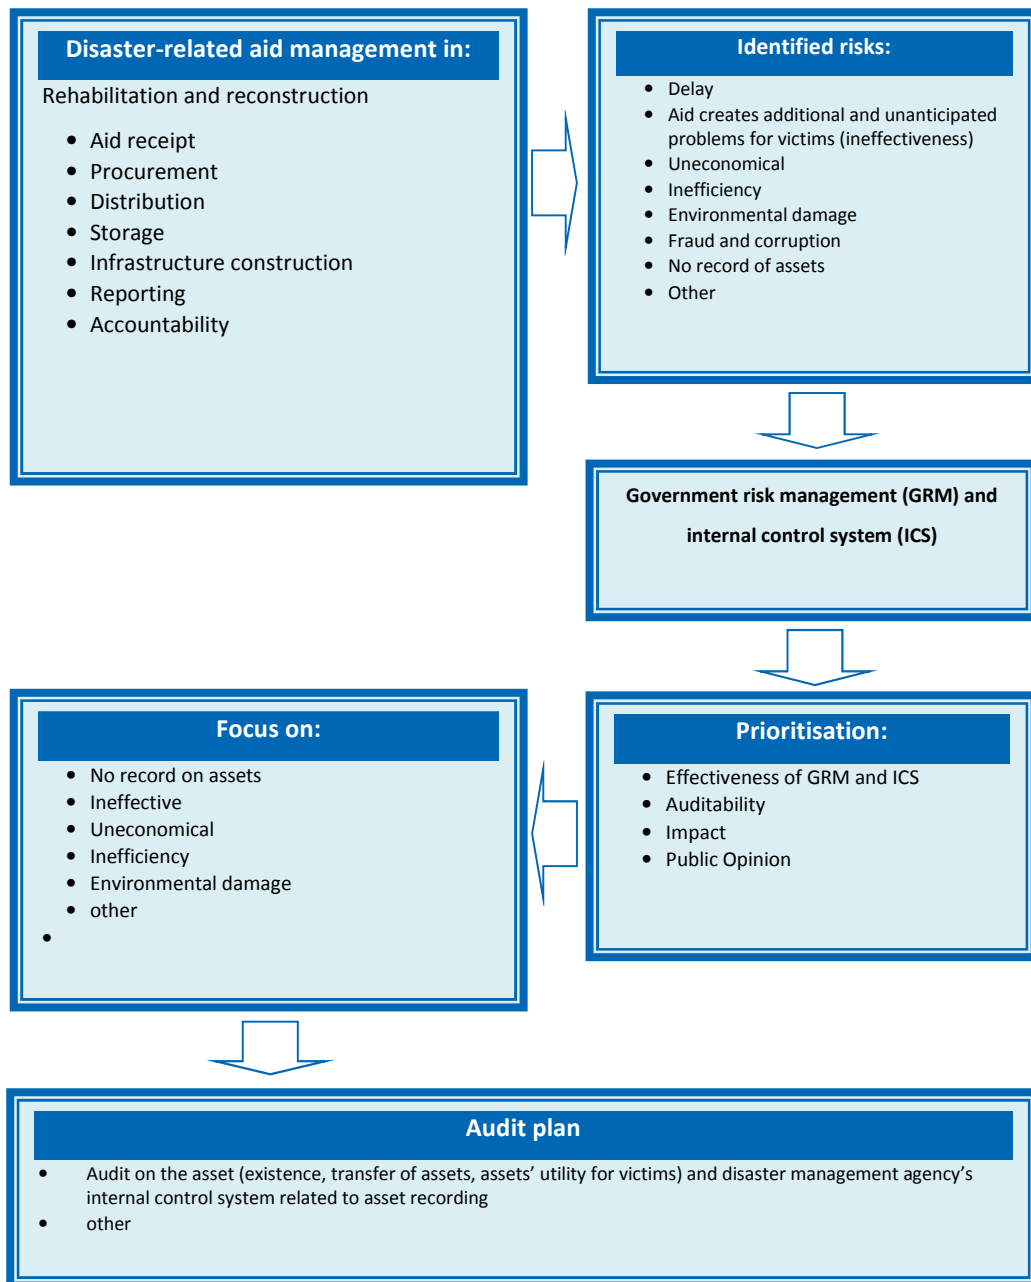 Disaster-related aid management in:
Rehabilitation and reconstruction
• Aid receipt
• Procurement
• Distribution
• Storage
• Infrastructure construction
• Reporting
• Accountability
Identified risks:
• Delay
• Aid creates additional and unanticipated
problems for victims (ineffectiveness)
• Uneconomical
• Inefficiency
• Environmental damage
• Fraud and corruption
• No record of assets
• Other
Government risk management (GRM) and
internal control system (ICS)
Prioritisation:
• Effectiveness of GRM and ICS
• Auditability
• Impact
• Public Opinion
Focus on:
• No record on assets
• Ineffective
• Uneconomical
• Inefficiency
• Environmental damage
• other
•
Audit plan
• Audit on the asset (existence, transfer of assets, assets' utility for victims) and disaster management agency's
internal control system related to asset recording
• other